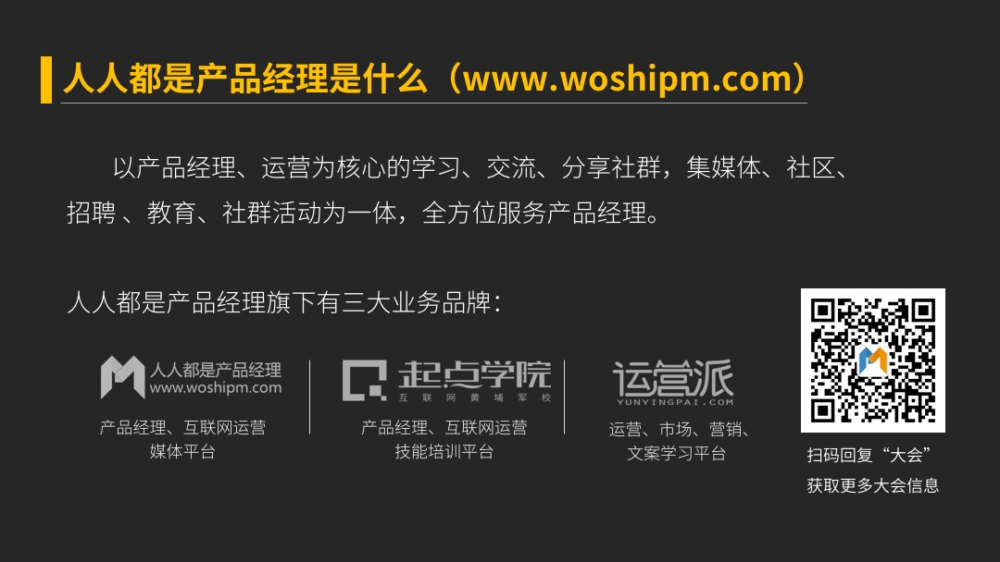 人人都是产品经理是什么（www.woshipm.com）
以产品经理、运营为核心的学习、交流、分享社群，集媒体、社区、
招聘 、教育、社群活动为一体，全方位服务产品经理。
人人都是产品经理旗下有三大业务品牌：
人人都是产品经理
www.woshipm.com
产品经理、互联网运营
媒体平台
起点学院
互联网黄埔军校
产品经理、互联网运营
技能培训平台
运营派
YUNYINGPAI.COM
运营、市场、营销、
文案学习平台
扫码回复“大会”
获取更多大会信息